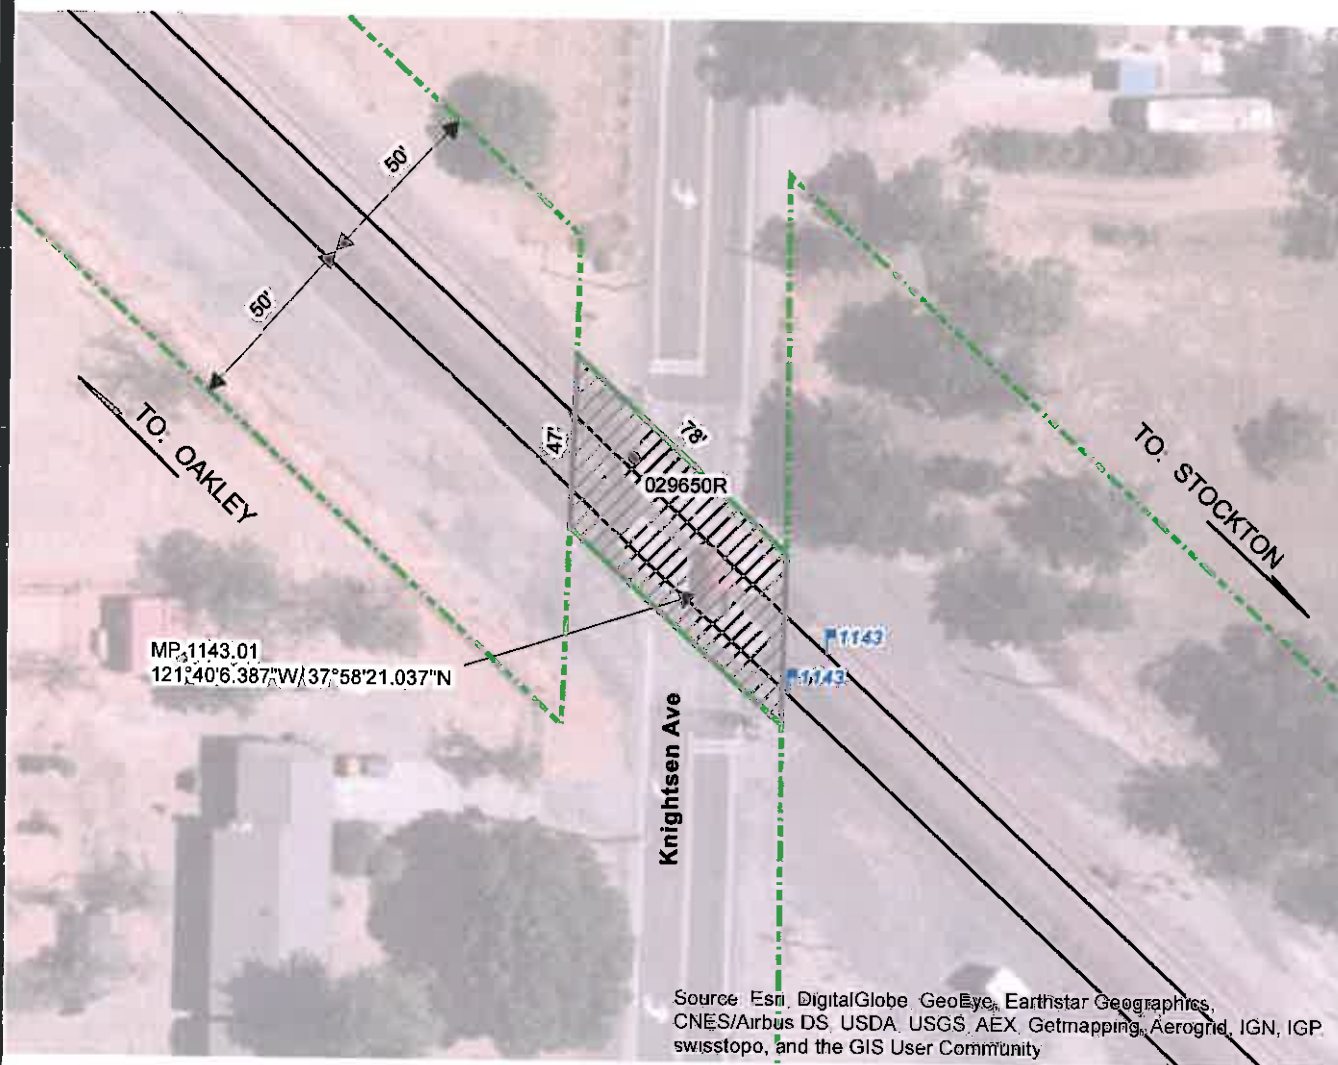 50'
50'
TO: OAKLEY
47'
78'
029650R
TO: STOCKTON
MP 1143.01
121°40'6.387"W/37°58'21.037"N
1143
1143
Knightsen Ave
Source: Esri, DigitalGlobe, GeoEye, Earthstar Geographics,
CNES/Airbus DS, USDA, USGS, AEX, Getmapping, Aerogrid, IGN, IGP,
swisstopo, and the GIS User Community